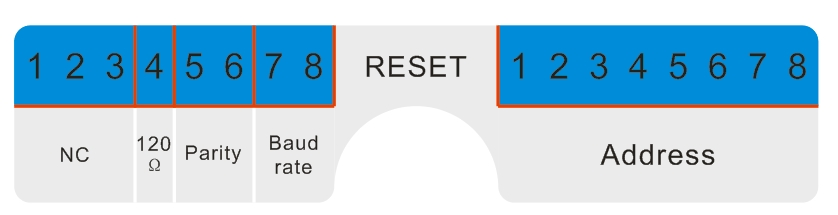 1 2 3 4 5 6 7 8 RESET 1 2 3 4 5 6 7 8
NC 120 Ω Parity Baud rate Address